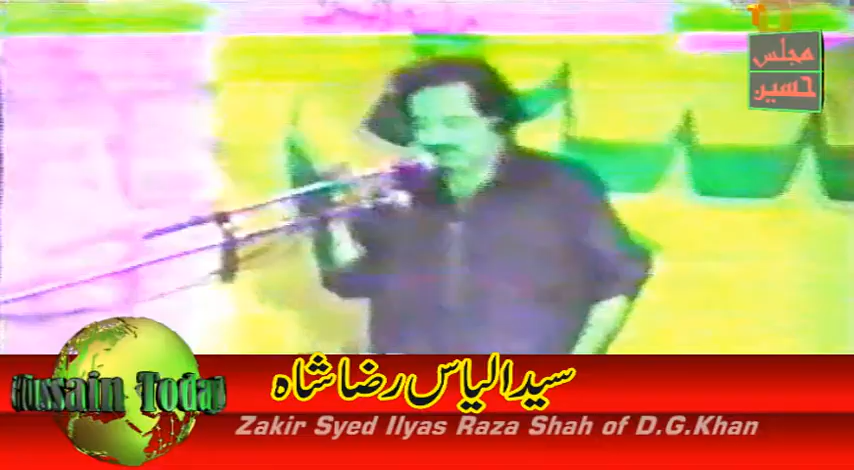 مجلس
حسین
سید الیاس رضا شاہ
Hussain Today
Zakir Syed Ilyas Raza Shah of D.G.Khan